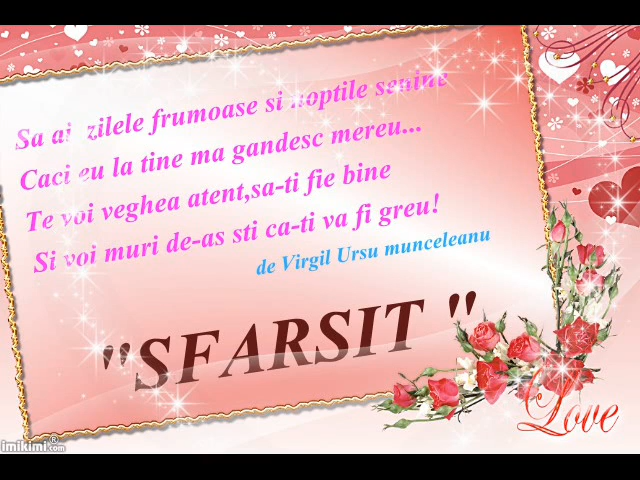 Sa ai zilele frumoase si noptile senine
Caci eu la tine ma gandesc mereu...
Te voi veghea atent,sa-ti fie bine
Si voi muri de-as sti ca-ti va fi greu!
de Virgil Ursu munceleanu
"SFARSIT "
Love
imikimi.com